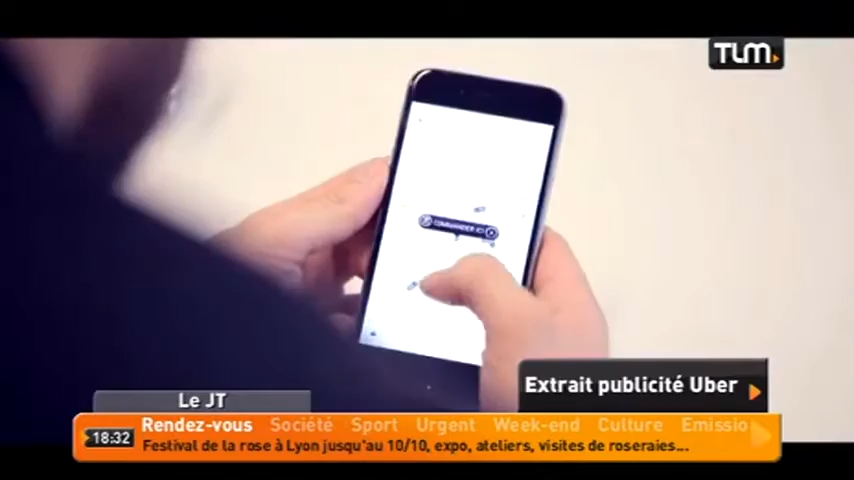 TLM
COMMANDER ICI
Extrait publicité Uber
Le JT
18:32
Rendez-vous Société Sport Urgent Week-end Culture Emissio
Festival de la rose à Lyon jusqu'au 10/10, expo, ateliers, visites de roseraies...